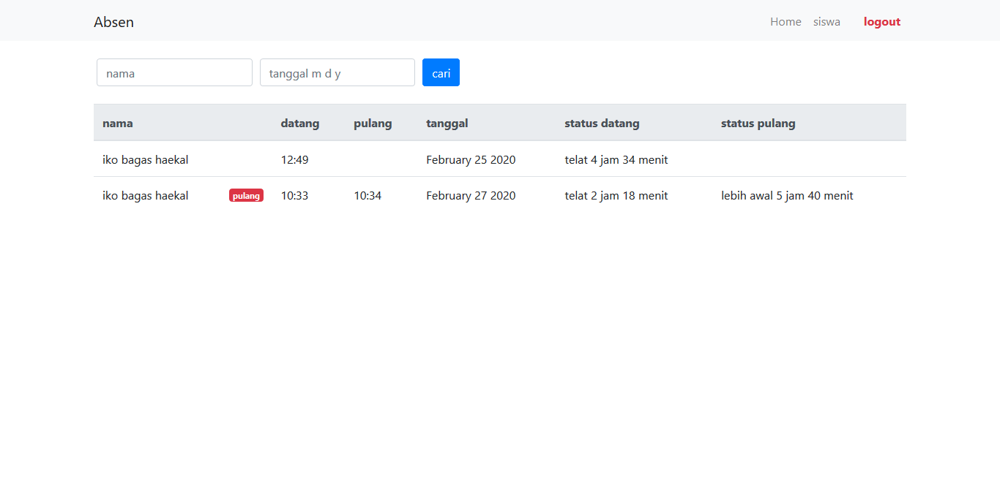 Absen Home siswa logout
nama tanggal m d y cari
nama datang pulang tanggal status datang status pulang
iko bagas haekal 12:49 February 25 2020 telat 4 jam 34 menit
iko bagas haekal pulang 10:33 10:34 February 27 2020 telat 2 jam 18 menit lebih awal 5 jam 40 menit